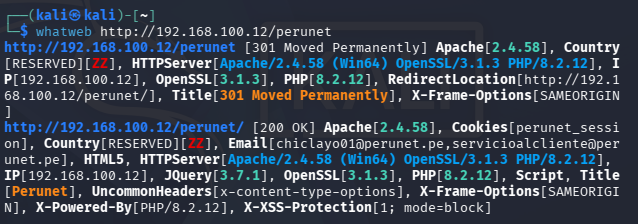 (kali㉿kali)-[~]
$ whatweb http://192.168.100.12/perunet
http://192.168.100.12/perunet [301 Moved Permanently] Apache[2.4.58], Country
[RESERVED][ZZ], HTTPServer[Apache/2.4.58 (Win64) OpenSSL/3.1.3 PHP/8.2.12], I
P[192.168.100.12], OpenSSL[3.1.3], PHP[8.2.12], RedirectLocation[http://192.1
68.100.12/perunet/], Title[301 Moved Permanently], X-Frame-Options[SAMEORIGIN
]
http://192.168.100.12/perunet/ [200 OK] Apache[2.4.58], Cookies[perunet_sessi
on], Country[RESERVED][ZZ], Email[chiclayo01@perunet.pe,servicioalcliente@per
unet.pe], HTML5, HTTPServer[Apache/2.4.58 (Win64) OpenSSL/3.1.3 PHP/8.2.12],
IP[192.168.100.12], JQuery[3.7.1], OpenSSL[3.1.3], PHP[8.2.12], Script, Title
[Perunet], UncommonHeaders[x-content-type-options], X-Frame-Options[SAMEORIGI
N], X-Powered-By[PHP/8.2.12], X-XSS-Protection[1; mode=block]